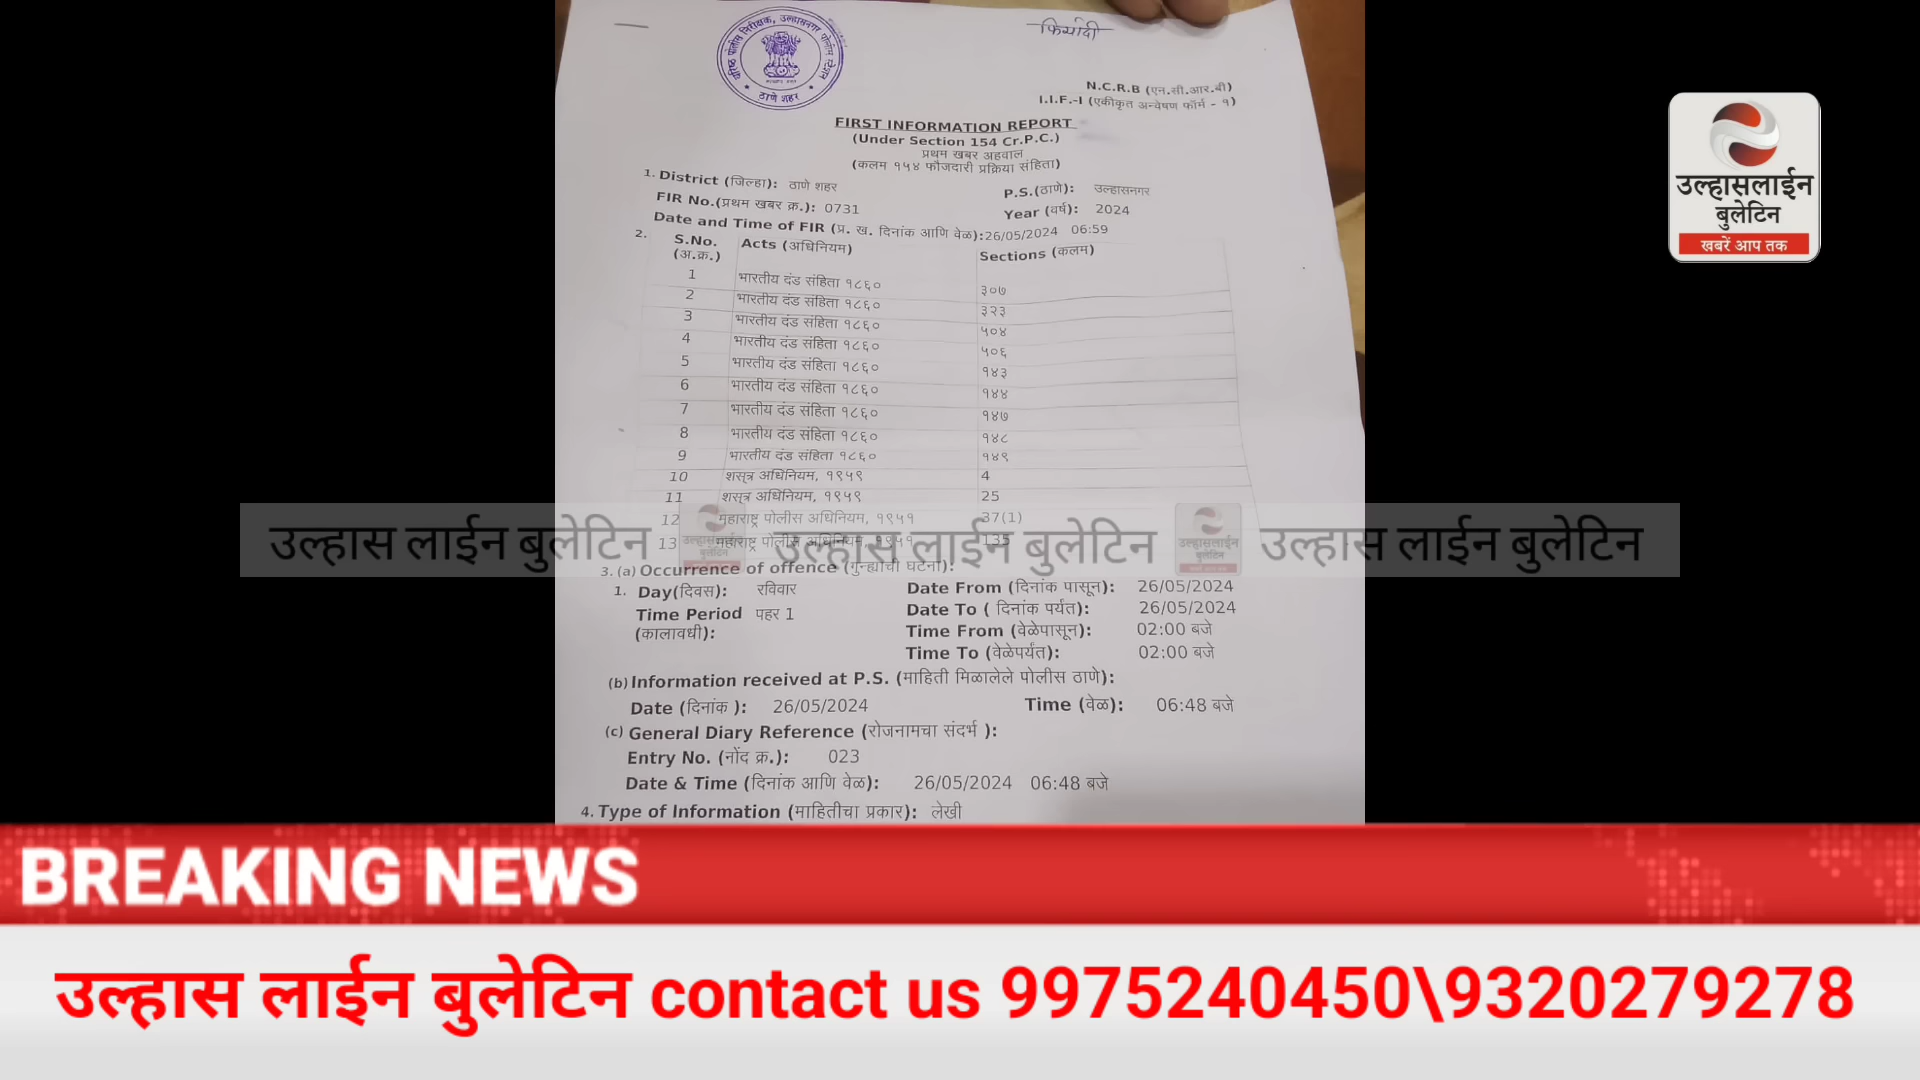 वरिष्ठ पोलीस निरीक्षक, उल्हासनगर पोलीस स्टेशन
ठाणे शहर
फिर्यादी
N.C.R.B (एन.सी.आर.बी)
I.I.F.-I (एकीकृत अन्वेषण फॉर्म - १)
FIRST INFORMATION REPORT
(Under Section 154 Cr.P.C.)
प्रथम खबर अहवाल
(कलम १५४ फौजदारी प्रक्रिया संहिता)
1. District (जिल्हा): ठाणे शहर P.S.(ठाणे): उल्हासनगर
FIR No.(प्रथम खबर क्र.): 0731 Year (वर्ष): 2024
Date and Time of FIR (प्र. ख. दिनांक आणि वेळ): 26/05/2024 06:59
2. S.No. (अ.क्र.) Acts (अधिनियम) Sections (कलम)
1 भारतीय दंड संहिता १८६० ३०७
2 भारतीय दंड संहिता १८६० ३२३
3 भारतीय दंड संहिता १८६० ५०४
4 भारतीय दंड संहिता १८६० ५०६
5 भारतीय दंड संहिता १८६० १४३
6 भारतीय दंड संहिता १८६० १४४
7 भारतीय दंड संहिता १८६० १४७
8 भारतीय दंड संहिता १८६० १४८
9 भारतीय दंड संहिता १८६० १४९
10 शस्त्र अधिनियम, १९५९ 4
11 शस्त्र अधिनियम, १९५९ 25
12 महाराष्ट्र पोलीस अधिनियम, १९५१ 37(1)
13 महाराष्ट्र पोलीस अधिनियम, १९५१ 135
3. (a) Occurrence of offence (गुन्ह्याची घटना):
1. Day(दिवस): रविवार Date From (दिनांक पासून): 26/05/2024
Time Period पहर 1 Date To ( दिनांक पर्यंत): 26/05/2024
(कालावधी): Time From (वेळेपासून): 02:00 बजे
Time To (वेळेपर्यंत): 02:00 बजे
(b) Information received at P.S. (माहिती मिळालेले पोलीस ठाणे):
Date (दिनांक ): 26/05/2024 Time (वेळ): 06:48 बजे
(c) General Diary Reference (रोजनामचा संदर्भ ):
Entry No. (नोंद क्र.): 023
Date & Time (दिनांक आणि वेळ): 26/05/2024 06:48 बजे
4. Type of Information (माहितीचा प्रकार): लेखी
उल्हासलाईन
बुलेटिन
खबरें आप तक
उल्हास लाईन बुलेटिन उल्हास लाईन बुलेटिन उल्हास लाईन बुलेटिन
BREAKING NEWS
उल्हास लाईन बुलेटिन contact us 9975240450\9320279278